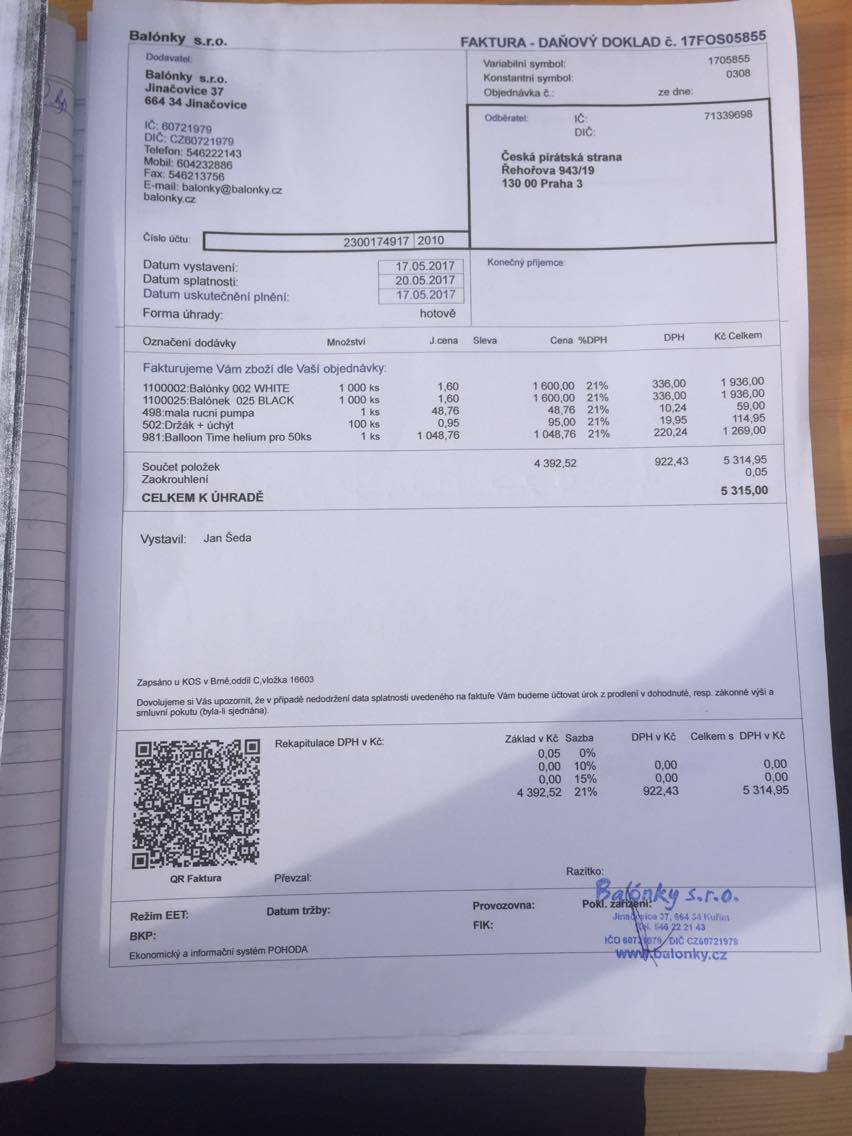 Balónky s.r.o.
FAKTURA - DAŇOVÝ DOKLAD č. 17FOS05855
Dodavatel:
Balónky s.r.o.
Jinačovice 37
664 34 Jinačovice
IČ: 60721979
DIČ: CZ60721979
Telefon: 546222143
Mobil: 604232886
Fax: 546213756
E-mail: balonky@balonky.cz
balonky.cz
Číslo účtu: 2300174917 2010
Variabilní symbol: 1705855
Konstantní symbol: 0308
Objednávka č.: ze dne:
Odběratel: IČ: 71339698
DIČ:
Česká pirátská strana
Řehořova 943/19
130 00 Praha 3
Datum vystavení: 17.05.2017
Datum splatnosti: 20.05.2017
Datum uskutečnění plnění: 17.05.2017
Forma úhrady: hotově
Konečný příjemce:
Označení dodávky Množství J.cena Sleva Cena %DPH DPH Kč Celkem
Fakturujeme Vám zboží dle Vaší objednávky:
1100002:Balónky 002 WHITE 1 000 ks 1,60 1 600,00 21% 336,00 1 936,00
1100025:Balónek 025 BLACK 1 000 ks 1,60 1 600,00 21% 336,00 1 936,00
498:mala rucní pumpa 1 ks 48,76 48,76 21% 10,24 59,00
502:Držák + úchýt 100 ks 0,95 95,00 21% 19,95 114,95
981:Balloon Time helium pro 50ks 1 ks 1 048,76 1 048,76 21% 220,24 1 269,00
Součet položek 4 392,52 922,43 5 314,95
Zaokrouhlení 0,05
CELKEM K ÚHRADĚ 5 315,00
Vystavil: Jan Šeda
Zapsáno u KOS v Brně,oddíl C,vložka 16603
Dovolujeme si Vás upozornit, že v případě nedodržení data splatnosti uvedeného na faktuře Vám budeme účtovat úrok z prodlení v dohodnuté, resp. zákonné výši a
smluvní pokutu (byla-li sjednána).
Rekapitulace DPH v Kč: Základ v Kč Sazba DPH v Kč Celkem s DPH v Kč
0,05 0%
0,00 10% 0,00 0,00
0,00 15% 0,00 0,00
4 392,52 21% 922,43 5 314,95
QR Faktura
Převzal:
Razítko:
Režim EET: Datum tržby: Provozovna: Pokl. zařízení:
BKP: FIK:
Ekonomický a informační systém POHODA
Balónky s.r.o.
Jinačovice 37, 664 34 Kuřim
Tel. 546 22 21 43
IČO 60721979 DIČ CZ60721979
www.balonky.cz